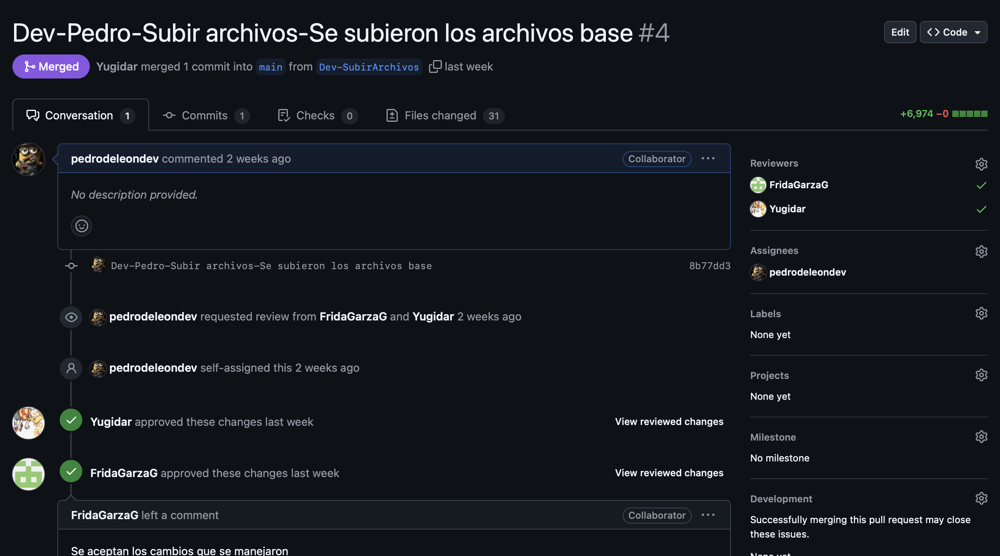 Dev-Pedro-Subir archivos-Se subieron los archivos base #4
Edit
Code
Merged
Yugidar merged 1 commit into main from Dev-SubirArchivos last week
Conversation 1
Commits 1
Checks 0
Files changed 31
+6,974 −0
pedrodeleondev commented 2 weeks ago
Collaborator
No description provided.
Dev-Pedro-Subir archivos-Se subieron los archivos base
8b77dd3
pedrodeleondev requested review from FridaGarzaG and Yugidar 2 weeks ago
pedrodeleondev self-assigned this 2 weeks ago
Yugidar approved these changes last week
View reviewed changes
FridaGarzaG approved these changes last week
View reviewed changes
FridaGarzaG left a comment
Collaborator
Se aceptan los cambios que se manejaron
Reviewers
FridaGarzaG
Yugidar
Assignees
pedrodeleondev
Labels
None yet
Projects
None yet
Milestone
No milestone
Development
Successfully merging this pull request may close
these issues.
None yet